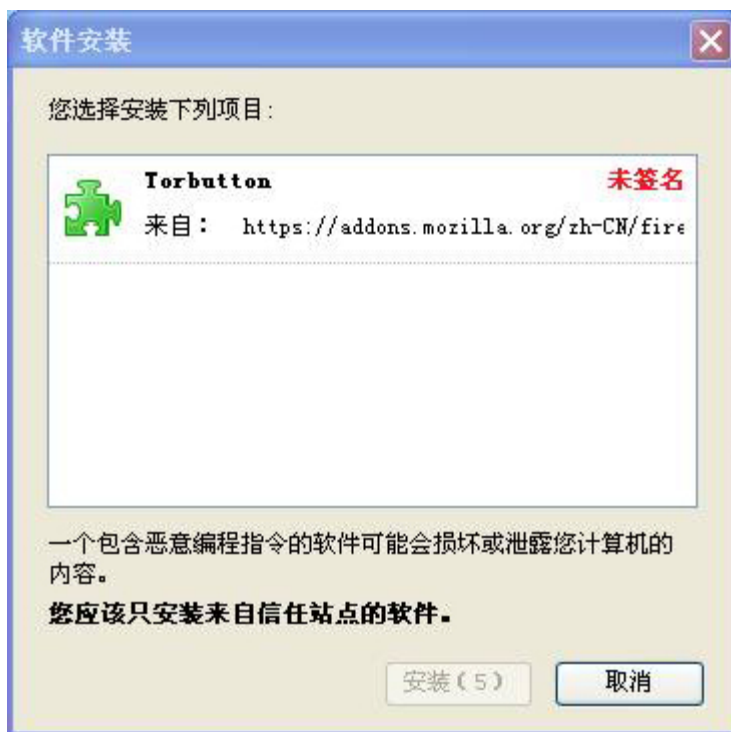 软件安装
您选择安装下列项目:
Torbutton 未签名
来自: https://addons.mozilla.org/zh-CN/fire
一个包含恶意编程指令的软件可能会损坏或泄露您计算机的
内容。
您应该只安装来自信任站点的软件。
安装(5) 取消